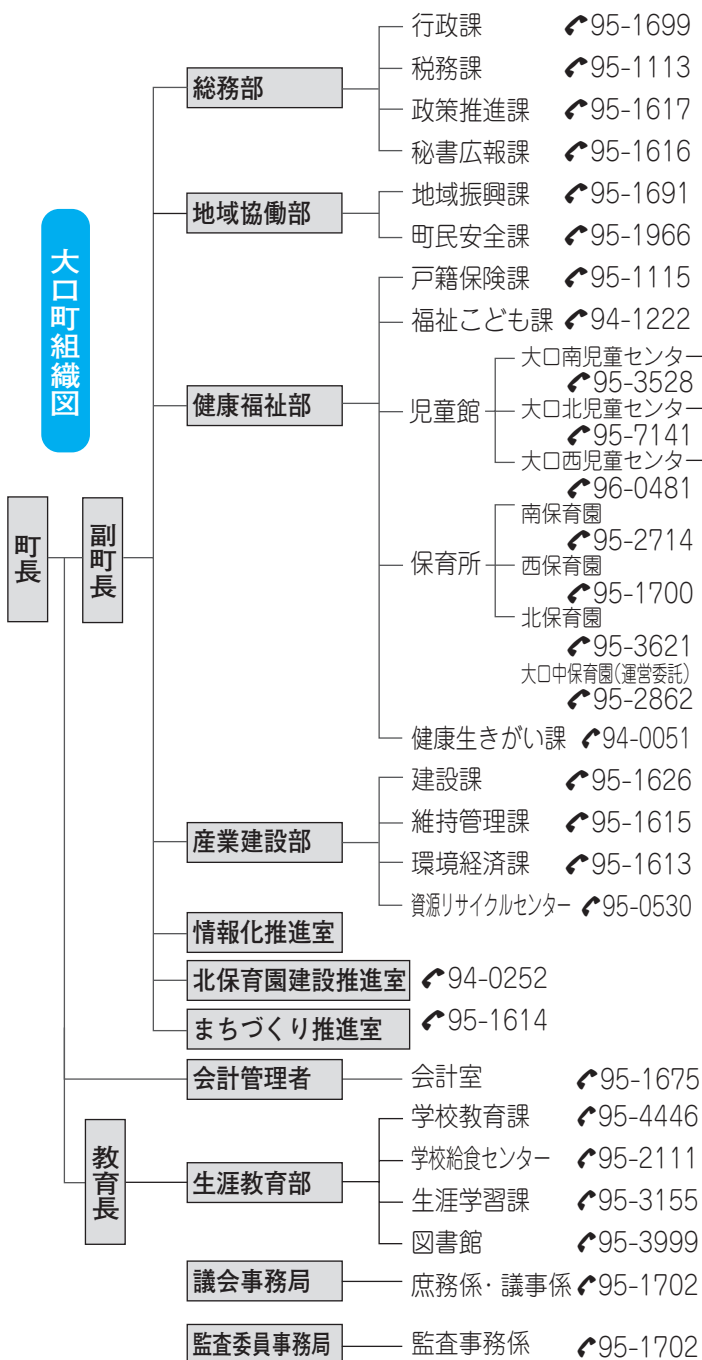 大口町組織図
町長
副町長
総務部
行政課 95-1699
税務課 95-1113
政策推進課 95-1617
秘書広報課 95-1616
地域協働部
地域振興課 95-1691
町民安全課 95-1966
健康福祉部
戸籍保険課 95-1115
福祉こども課 94-1222
児童館
大口南児童センター
95-3528
大口北児童センター
95-7141
大口西児童センター
96-0481
保育所
南保育園
95-2714
西保育園
95-1700
北保育園
95-3621
大口中保育園(運営委託)
95-2862
健康生きがい課 94-0051
産業建設部
建設課 95-1626
維持管理課 95-1615
環境経済課 95-1613
資源リサイクルセンター 95-0530
情報化推進室
北保育園建設推進室 94-0252
まちづくり推進室 95-1614
会計管理者
会計室 95-1675
教育長
生涯教育部
学校教育課 95-4446
学校給食センター 95-2111
生涯学習課 95-3155
図書館 95-3999
議会事務局
庶務係・議事係 95-1702
監査委員事務局
監査事務係 95-1702